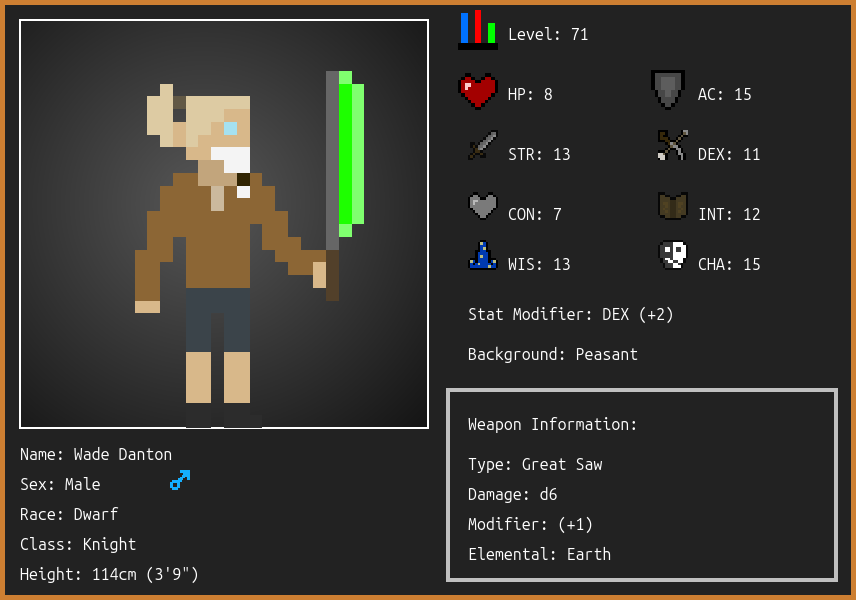 Level: 71
HP: 8
AC: 15
STR: 13
DEX: 11
CON: 7
INT: 12
WIS: 13
CHA: 15
Stat Modifier: DEX (+2)
Background: Peasant
Weapon Information:
Type: Great Saw
Damage: d6
Modifier: (+1)
Elemental: Earth
Name: Wade Danton
Sex: Male
Race: Dwarf
Class: Knight
Height: 114cm (3'9")